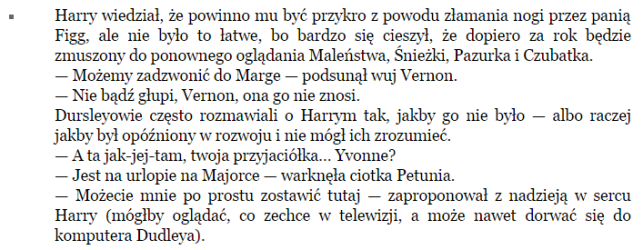 Harry wiedział, że powinno mu być przykro z powodu złamania nogi przez panią
Figg, ale nie było to łatwe, bo bardzo się cieszył, że dopiero za rok będzie
zmuszony do ponownego oglądania Maleństwa, Śnieżki, Pazurka i Czubatka.
— Możemy zadzwonić do Marge — podsunął wuj Vernon.
— Nie bądź głupi, Vernon, ona go nie znosi.
Dursleyowie często rozmawiali o Harrym tak, jakby go nie było — albo raczej
jakby był opóźniony w rozwoju i nie mógł ich zrozumieć.
— A ta jak-jej-tam, twoja przyjaciółka... Yvonne?
— Jest na urlopie na Majorce — warknęła ciotka Petunia.
— Możecie mnie po prostu zostawić tutaj — zaproponował z nadzieją w sercu
Harry (mógłby oglądać, co zechce w telewizji, a może nawet dorwać się do
komputera Dudleya).